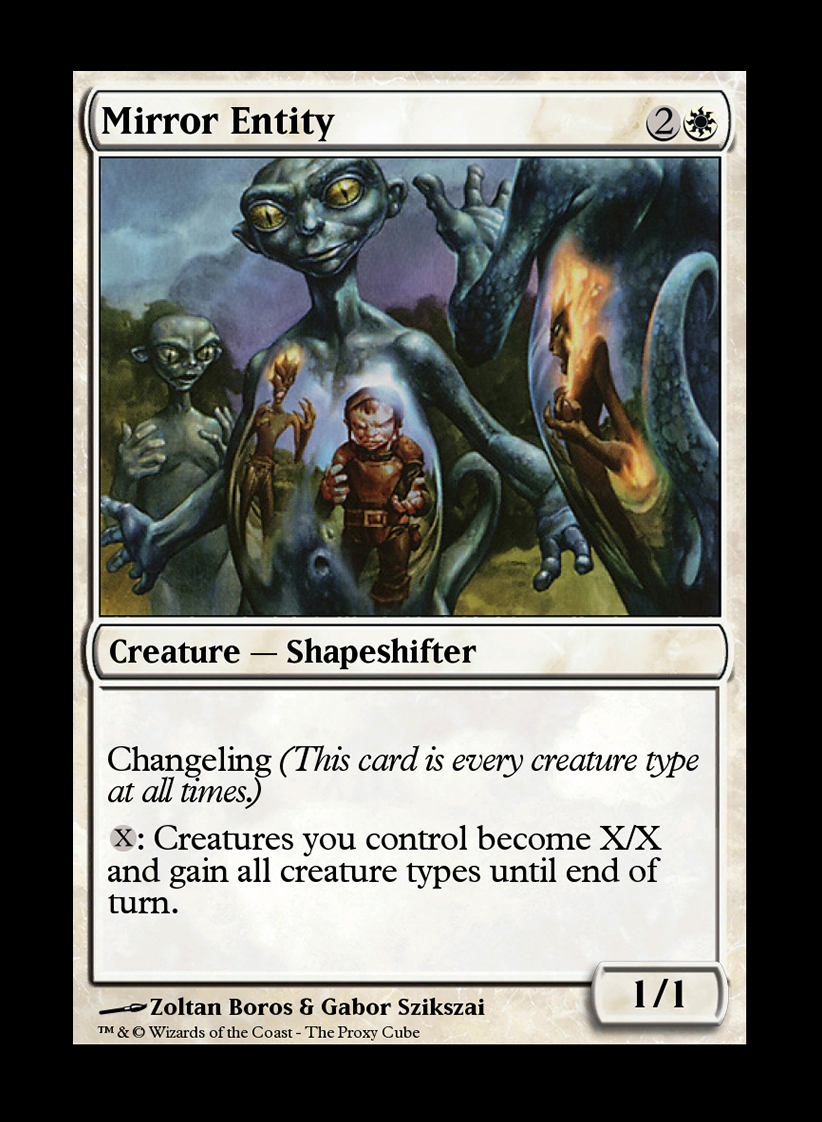 Mirror Entity 2
Creature — Shapeshifter
Changeling (This card is every creature type
at all times.)
X: Creatures you control become X/X
and gain all creature types until end of
turn.
1/1
Zoltan Boros & Gabor Szikszai
™ & © Wizards of the Coast - The Proxy Cube